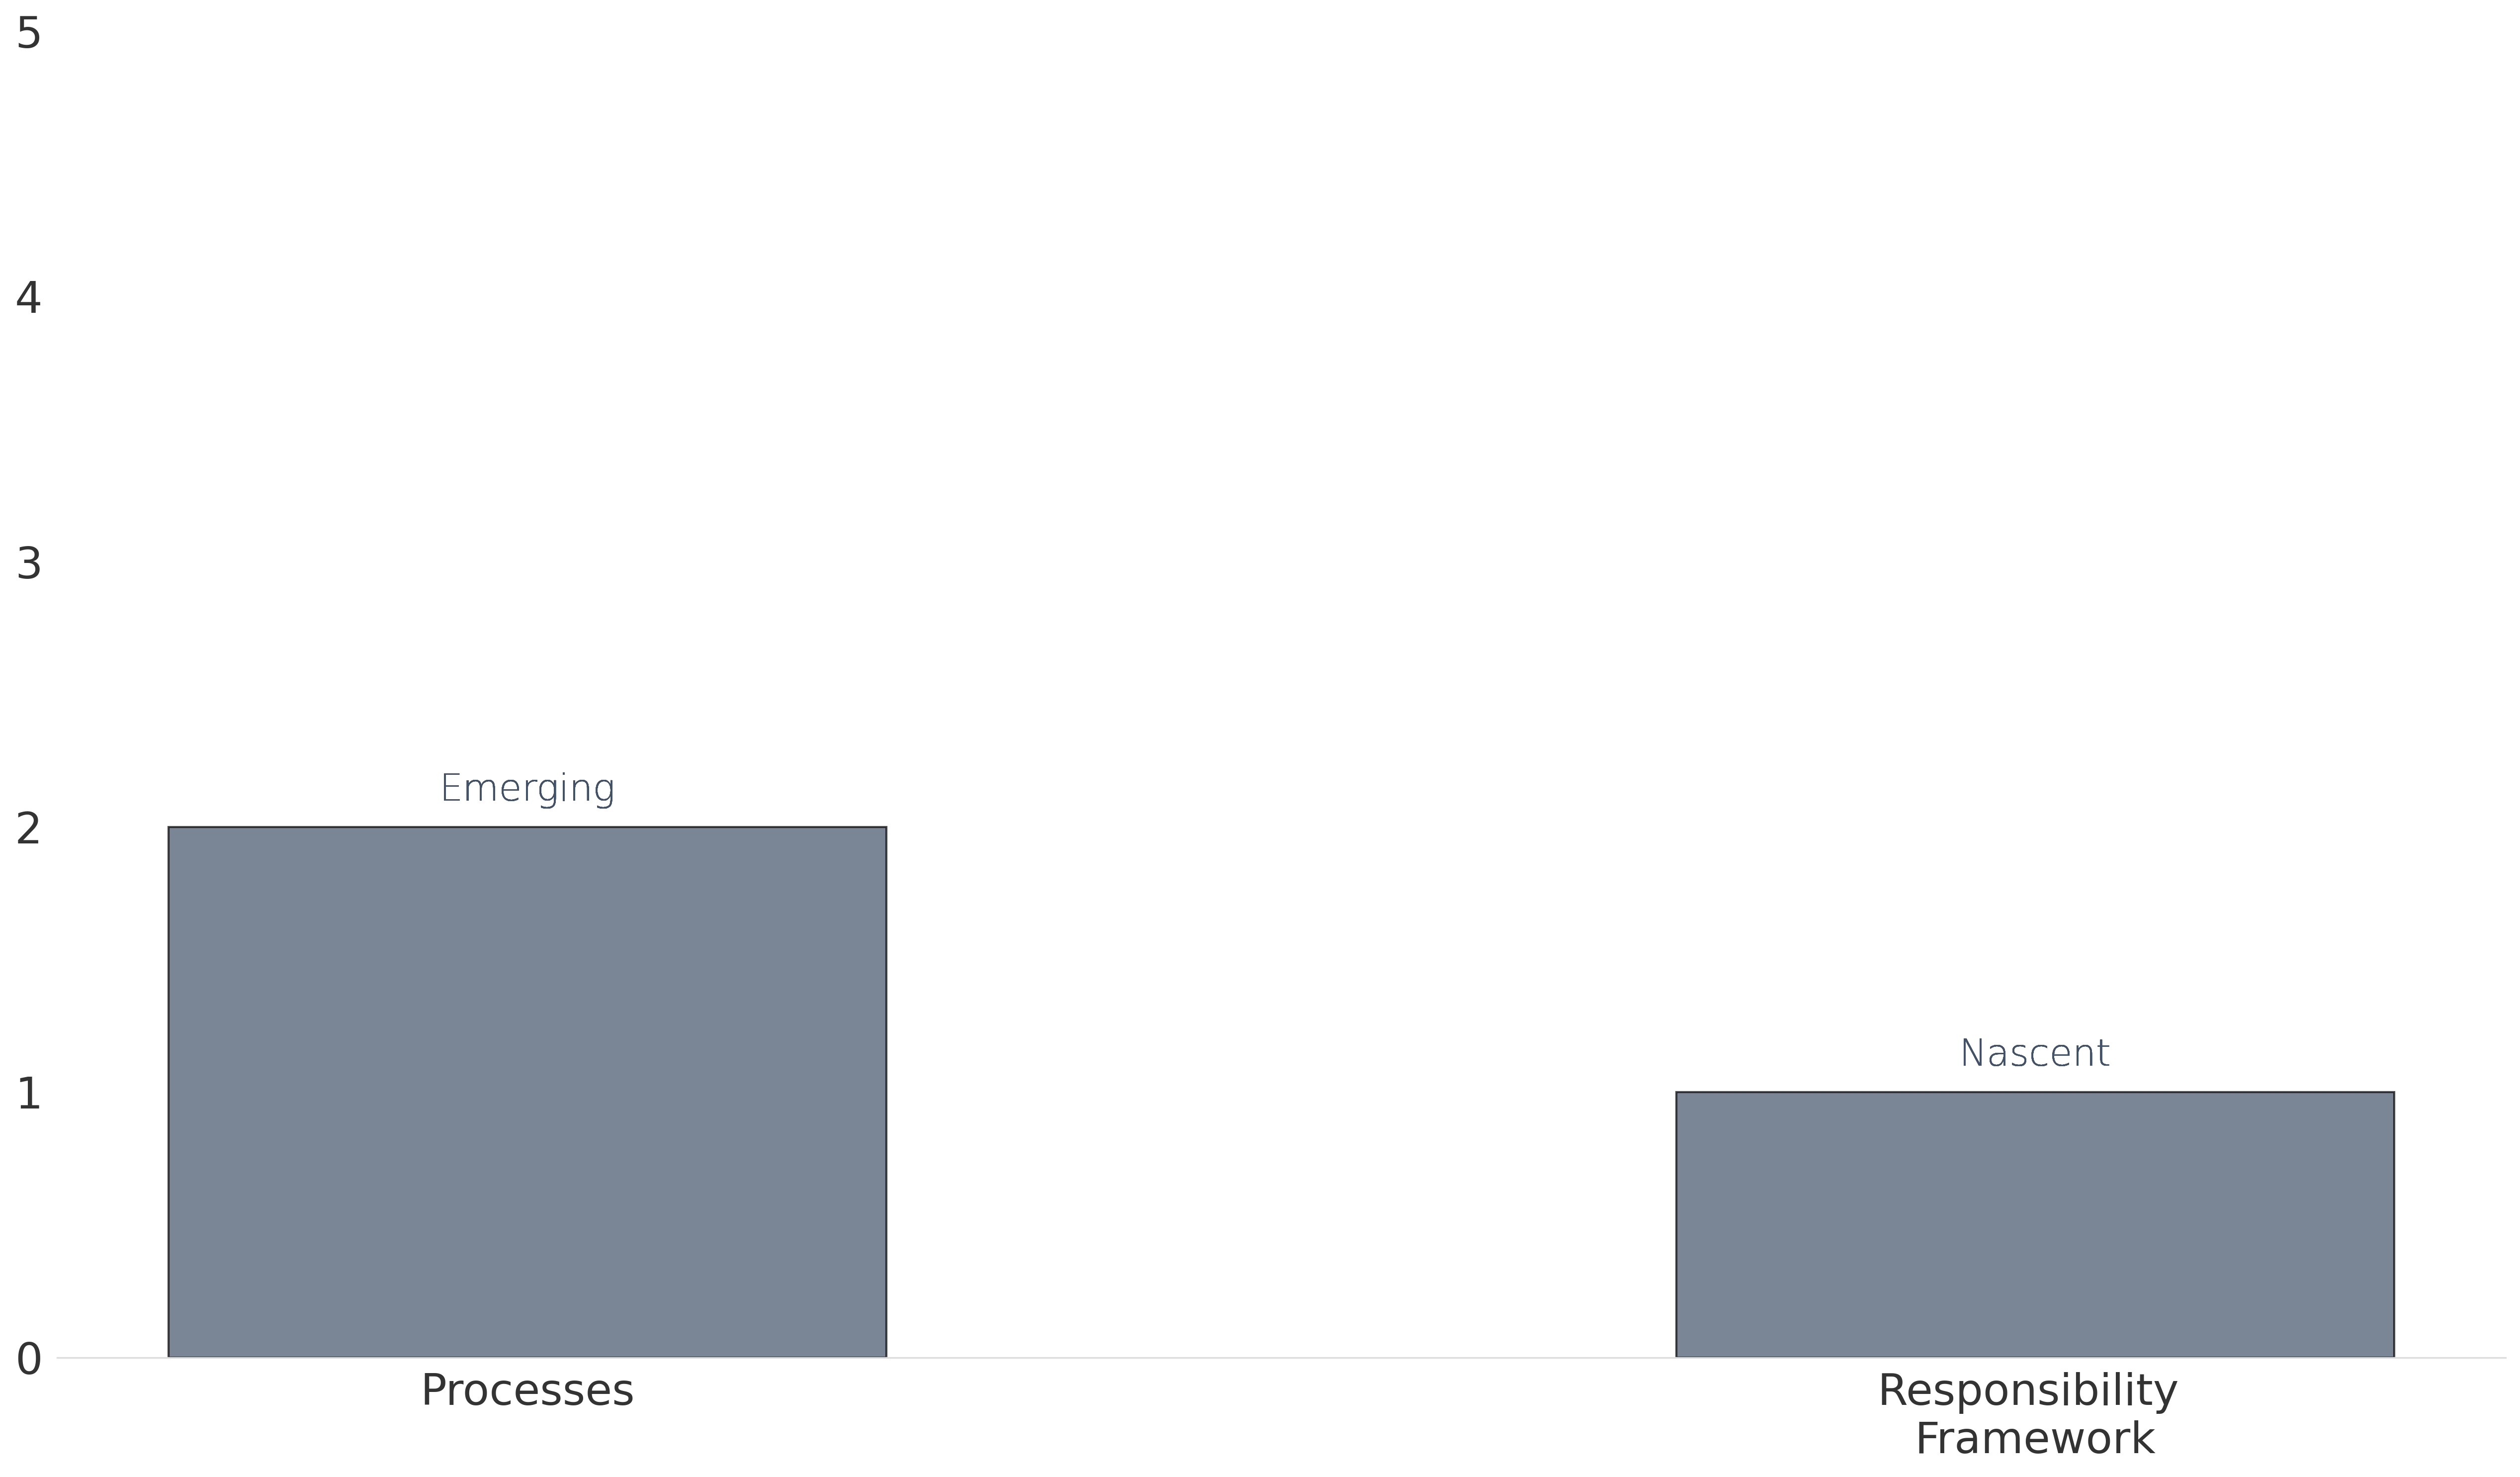 5
4
3
Emerging
2
Nascent
1
0
Processes
Responsibility
Framework